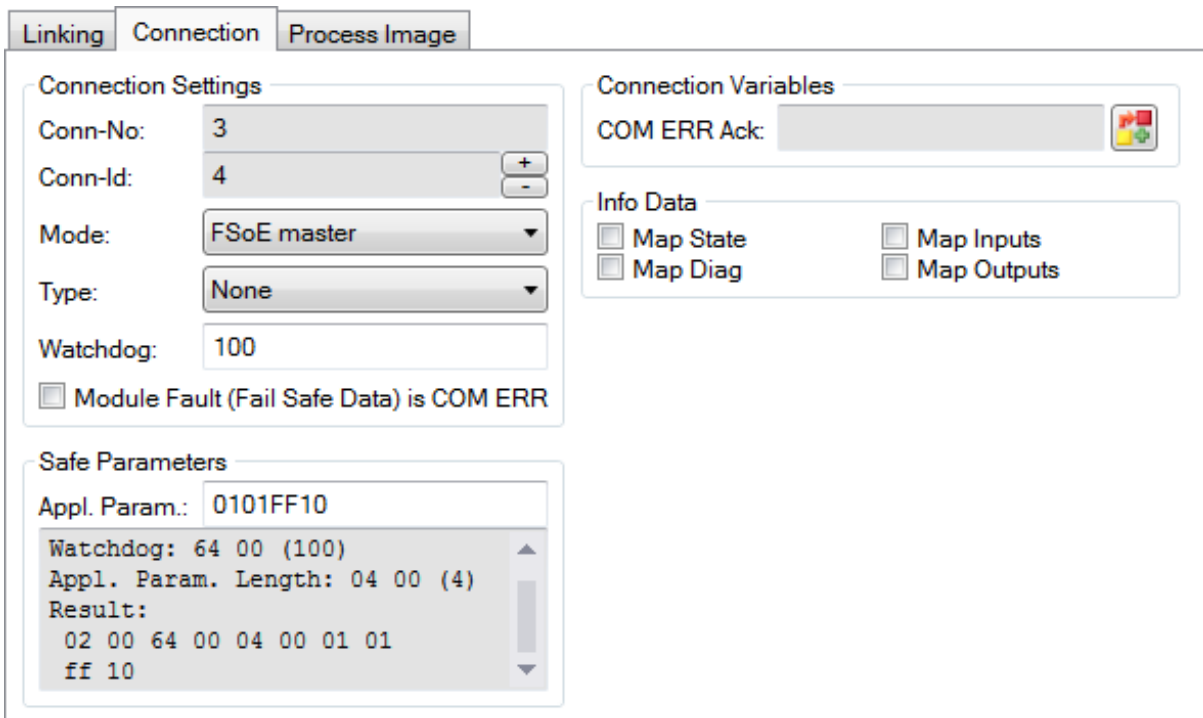 Linking Connection Process Image
Connection Settings
Conn-No: 3
Conn-Id: 4
+
-
Mode: FSoE master
Type: None
Watchdog: 100
Module Fault (Fail Safe Data) is COM ERR
Safe Parameters
Appl. Param.: 0101FF10
Watchdog: 64 00 (100)
Appl. Param. Length: 04 00 (4)
Result:
02 00 64 00 04 00 01 01
ff 10
Connection Variables
COM ERR Ack:
Info Data
Map State Map Inputs
Map Diag Map Outputs